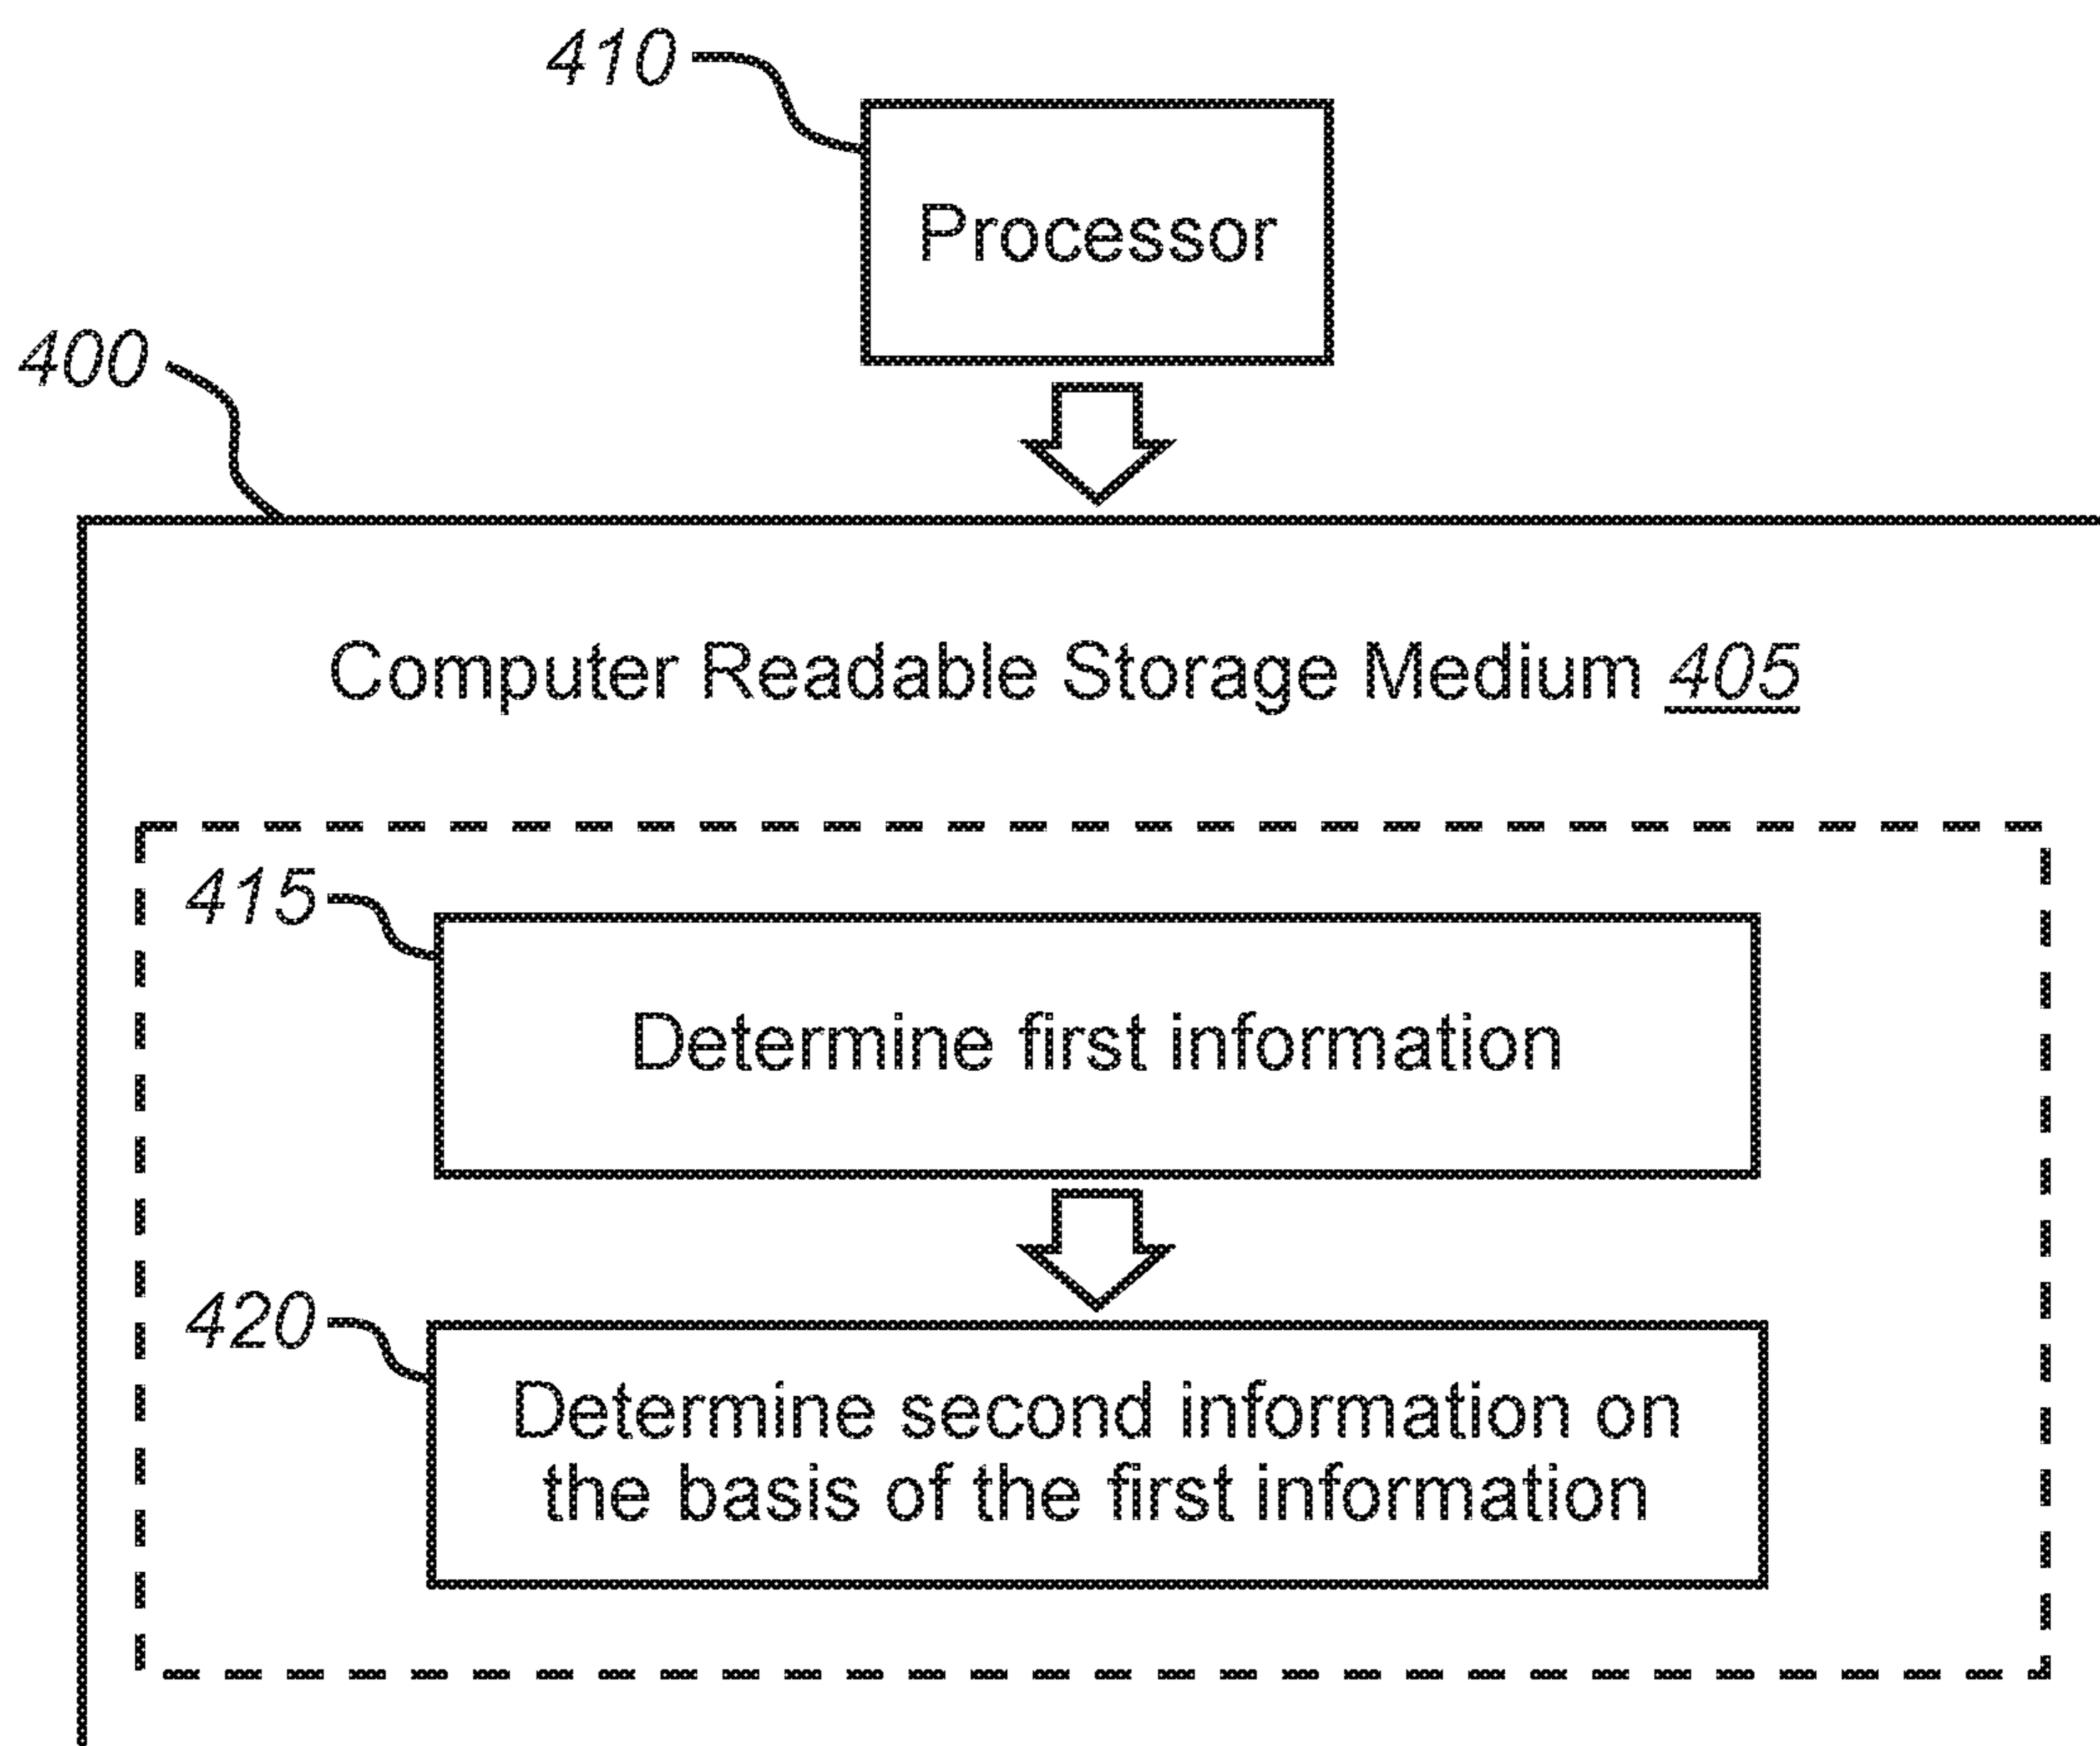 410
Processor
400
Computer Readable Storage Medium 405
415
Determine first information
420
Determine second information on
the basis of the first information